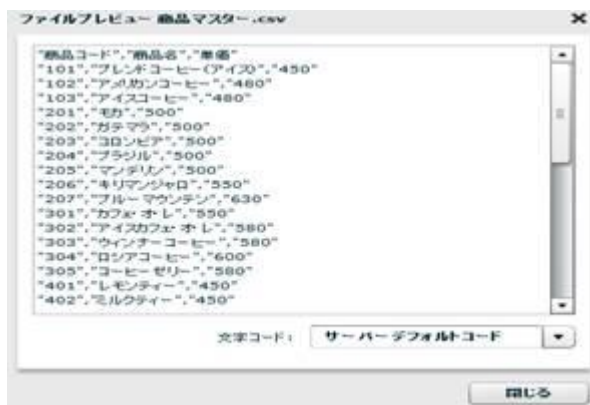 ファイルプレビュー 商品マスター.csv
"商品コード","商品名","単価"
"101","ブレンドコーヒー(アイス)","450"
"102","アメリカンコーヒー","480"
"103","アイスコーヒー","480"
"201","モカ","500"
"202","ガテマラ","500"
"203","コロンビア","500"
"204","ブラジル","500"
"205","マンデリン","500"
"206","キリマンジャロ","550"
"207","ブルーマウンテン","630"
"301","カフェ・オ・レ","550"
"302","アイスカフェ・オ・レ","580"
"303","ウィンナーコーヒー","580"
"304","ロシアコーヒー","600"
"305","コーヒーゼリー","580"
"401","レモンティー","450"
"402","ミルクティー","450"
文字コード: サーバーデフォルトコード
閉じる